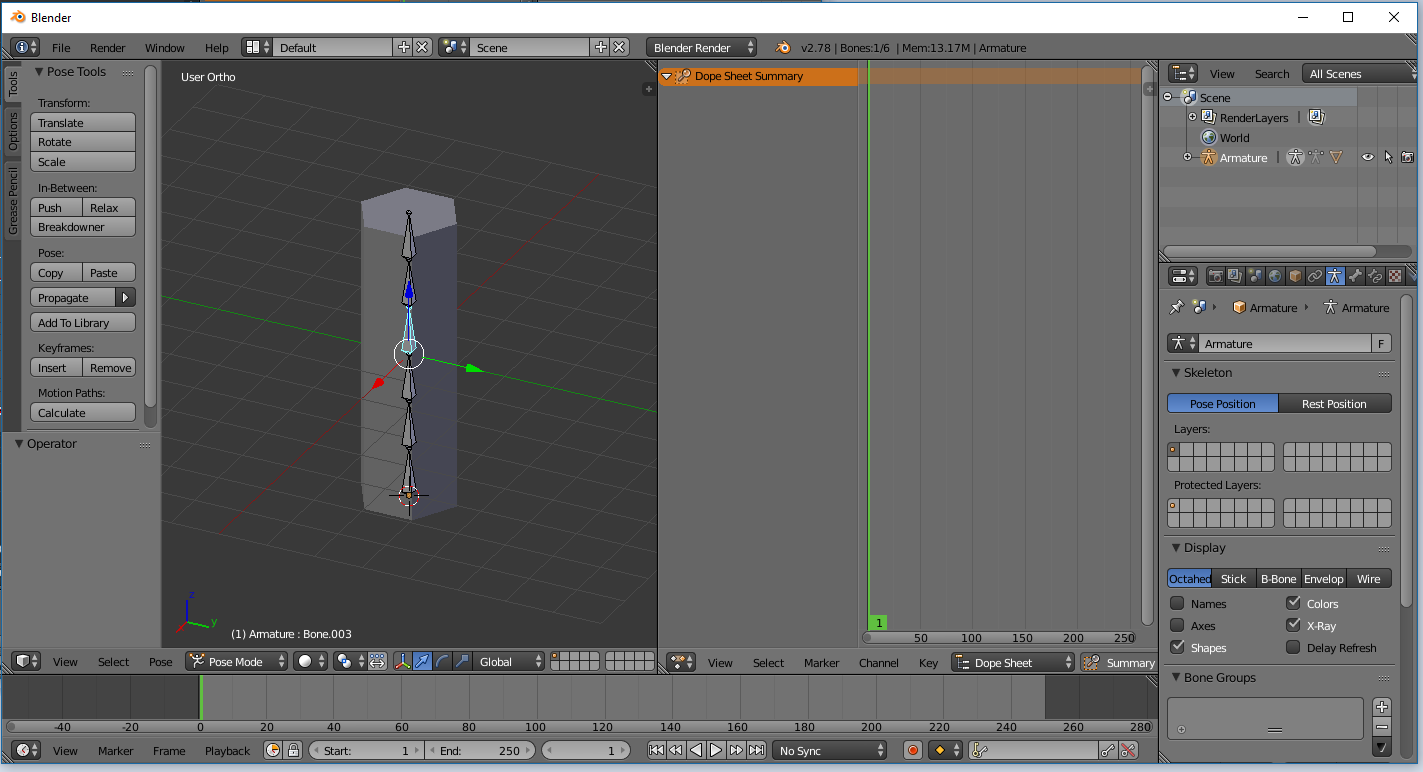 Blender
File Render Window Help Default Scene Blender Render v2.78 | Bones:1/6 | Mem:13.17M | Armature
Tools
Options
Grease Pencil
Pose Tools
Transform:
Translate
Rotate
Scale
In-Between:
Push Relax
Breakdowner
Pose:
Copy Paste
Propagate
Add To Library
Keyframes:
Insert Remove
Motion Paths:
Calculate
Operator
User Ortho
z
y
(1) Armature : Bone.003
View Select Pose Pose Mode Global
Dope Sheet Summary
1
50 100 150 200 250
View Select Marker Channel Key Dope Sheet Summary
View Search All Scenes
Scene
RenderLayers |
World
Armature |
Armature Armature
Armature F
Skeleton
Pose Position Rest Position
Layers:
Protected Layers:
Display
Octahed Stick B-Bone Envelop Wire
Names Colors
Axes X-Ray
Shapes Delay Refresh
Bone Groups
-40 -20 0 20 40 60 80 100 120 140 160 180 200 220 240 260 280
View Marker Frame Playback Start: 1 End: 250 1 No Sync